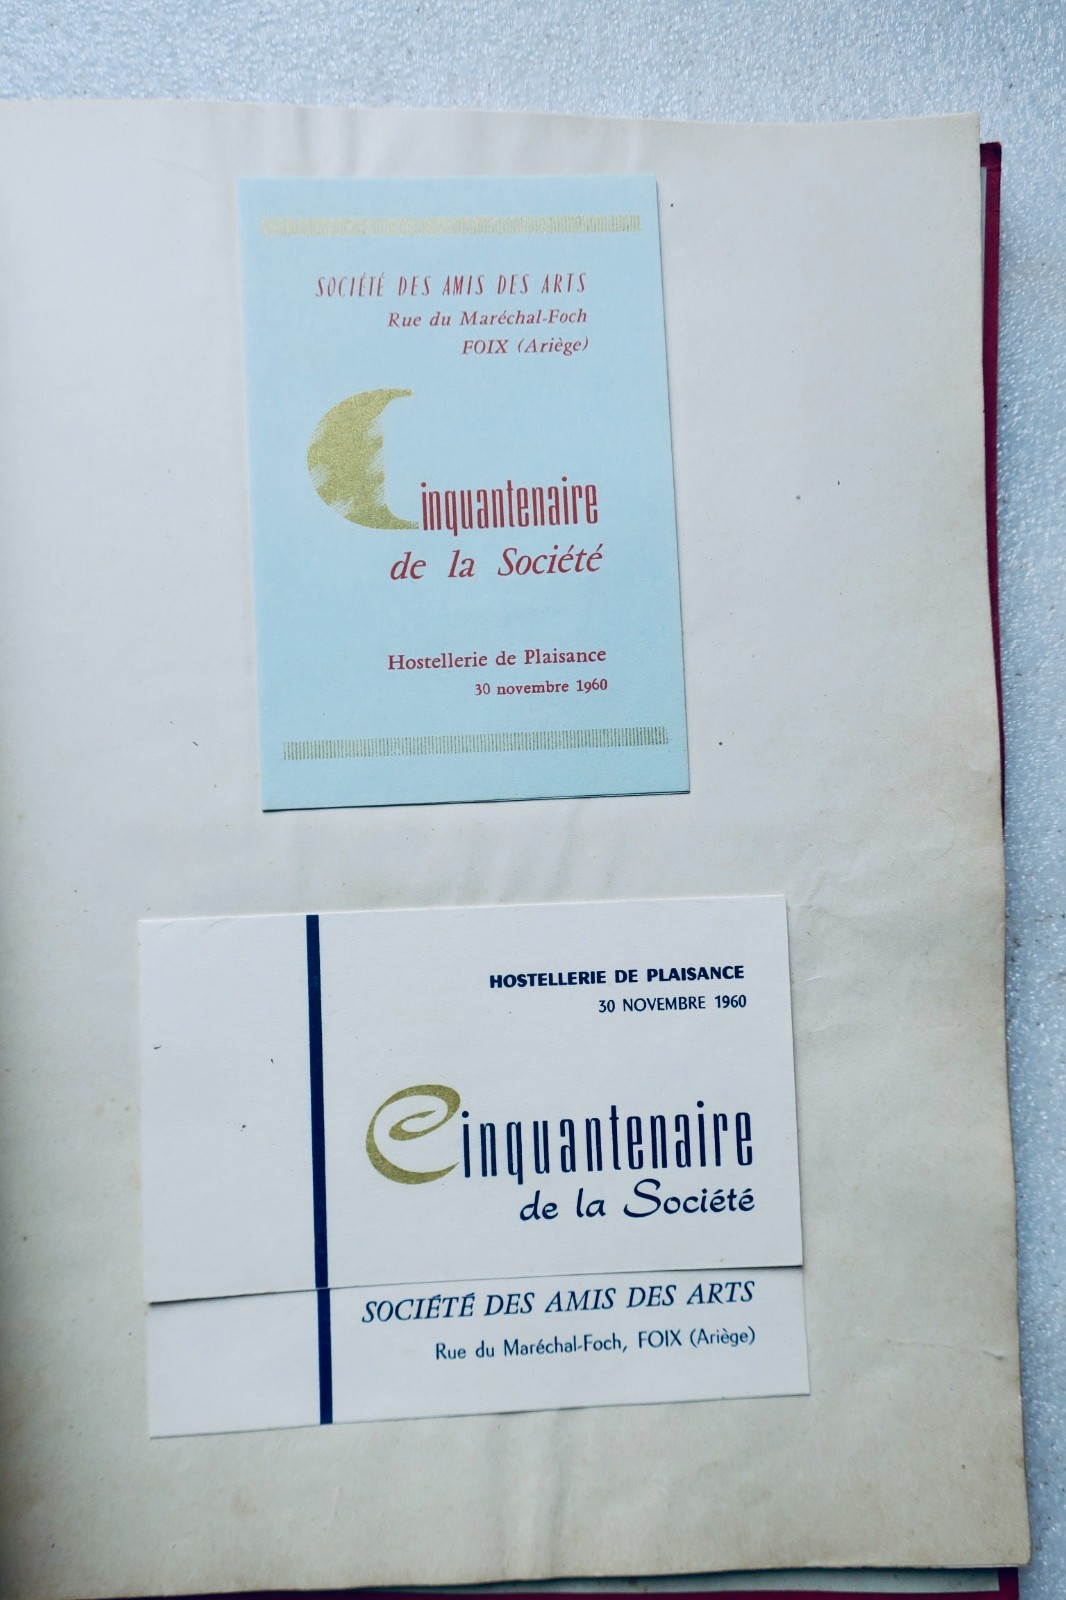 SOCIÉTÉ DES AMIS DES ARTS
Rue du Maréchal-Foch
FOIX (Ariège)
Cinquantenaire
de la Société
Hostellerie de Plaisance
30 novembre 1960
HOSTELLERIE DE PLAISANCE
30 NOVEMBRE 1960
Cinquantenaire
de la Société
SOCIÉTÉ DES AMIS DES ARTS
Rue du Maréchal-Foch, FOIX (Ariège)